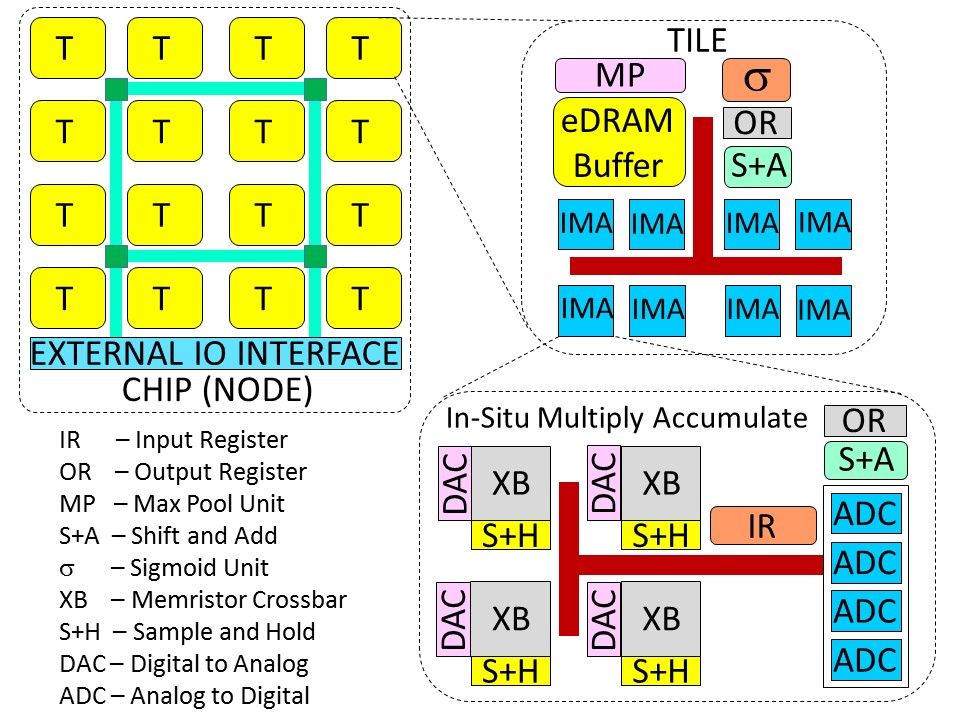 T T T T
T T T T
T T T T
T T T T
EXTERNAL IO INTERFACE
CHIP (NODE)
TILE
MP
σ
eDRAM
Buffer
OR
S+A
IMA IMA IMA IMA
IMA IMA IMA IMA
In-Situ Multiply Accumulate
OR
S+A
DAC XB DAC XB
S+H S+H
IR
ADC
ADC
ADC
ADC
DAC XB DAC XB
S+H S+H
IR – Input Register
OR – Output Register
MP – Max Pool Unit
S+A – Shift and Add
σ – Sigmoid Unit
XB – Memristor Crossbar
S+H – Sample and Hold
DAC – Digital to Analog
ADC – Analog to Digital